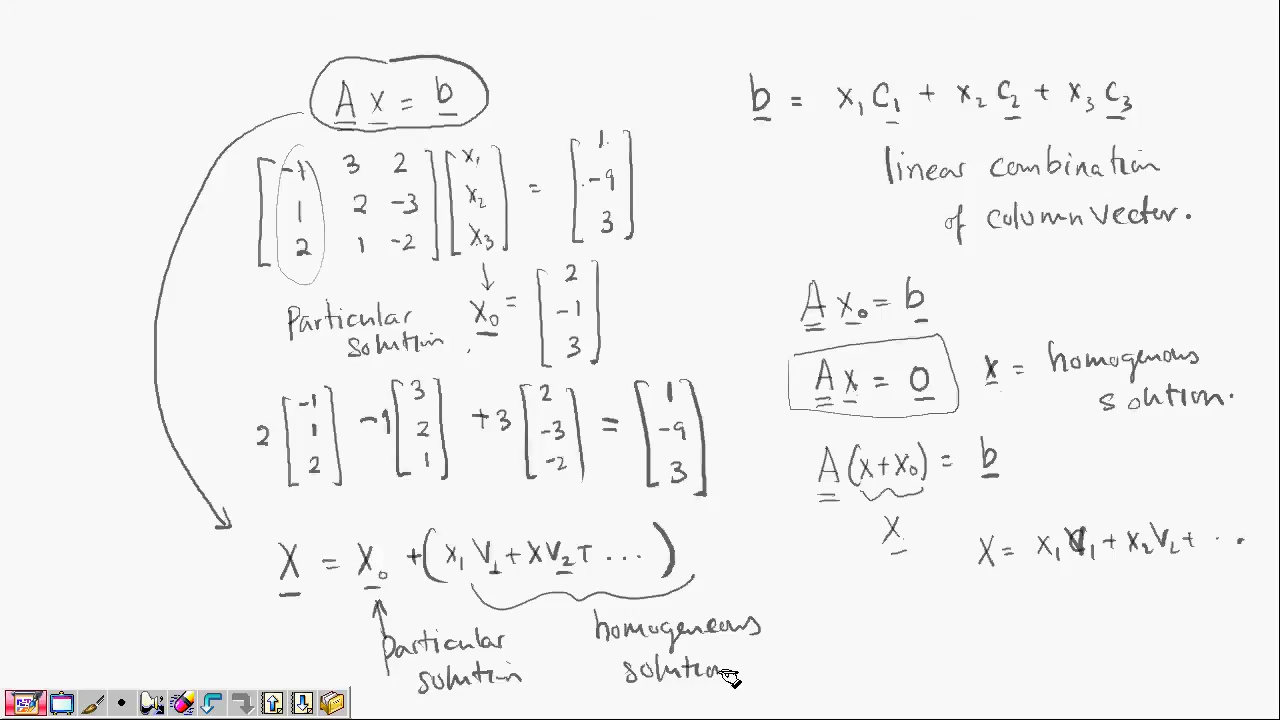 A x = b
[-1 3 2; 1 2 -3; 2 1 -2] [x₁; x₂; x₃] = [1; -9; 3]
Particular solution x₀ = [2; -1; 3]
2 [-1; 1; 2] -1 [3; 2; 1] + 3 [2; -3; -2] = [1; -9; 3]
X = X₀ + (x₁ V₁ + X V₂ + ...)
particular
solution
homogeneous
solution
b = x₁ C₁ + x₂ C₂ + x₃ C₃
linear combination
of column vector.
A x₀ = b
A x = 0
x = homogenous
solution.
A (x + x₀) = b
X
X = x₁ V₁ + x₂ V₂ + ...